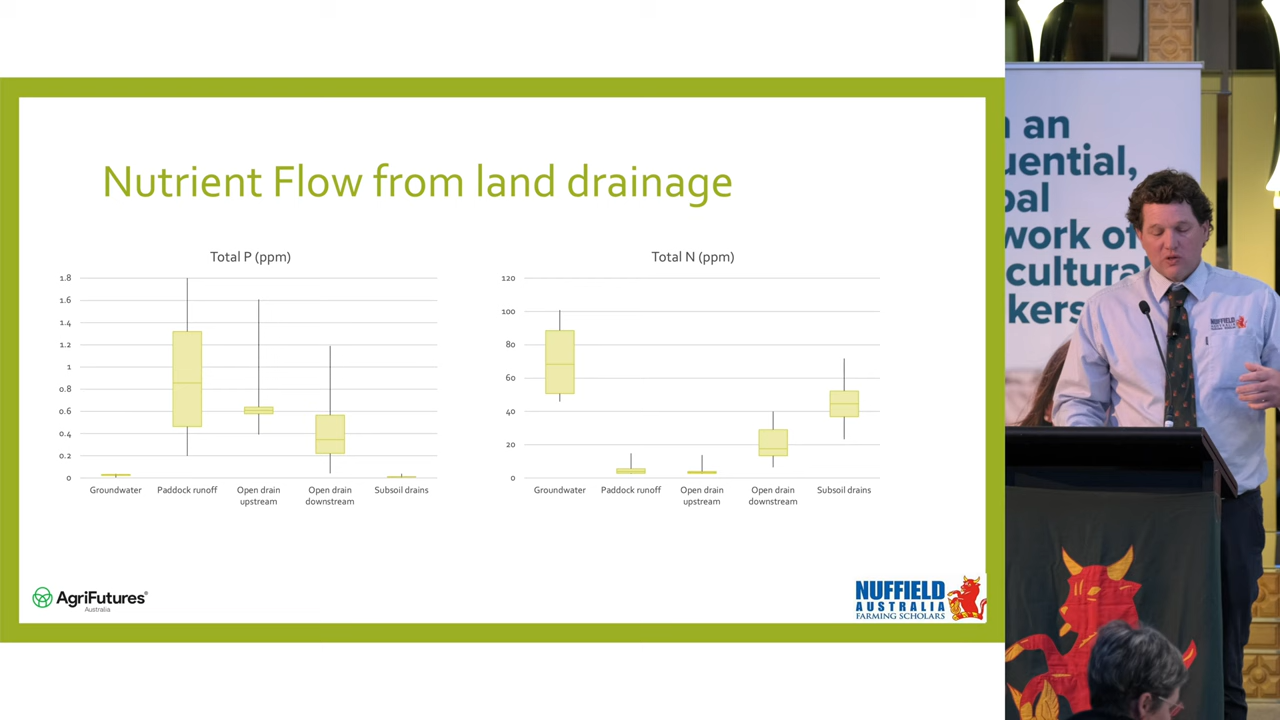 Nutrient Flow from land drainage
Total P (ppm)
1.8
1.6
1.4
1.2
1
0.8
0.6
0.4
0.2
0
Groundwater
Paddock runoff
Open drain
upstream
Open drain
downstream
Subsoil drains
Total N (ppm)
120
100
80
60
40
20
0
Groundwater
Paddock runoff
Open drain
upstream
Open drain
downstream
Subsoil drains
AgriFutures®
Australia
NUFFIELD
AUSTRALIA
FARMING SCHOLARS
an
uential,
bal
work of
cultural
kers
NUFFIELD